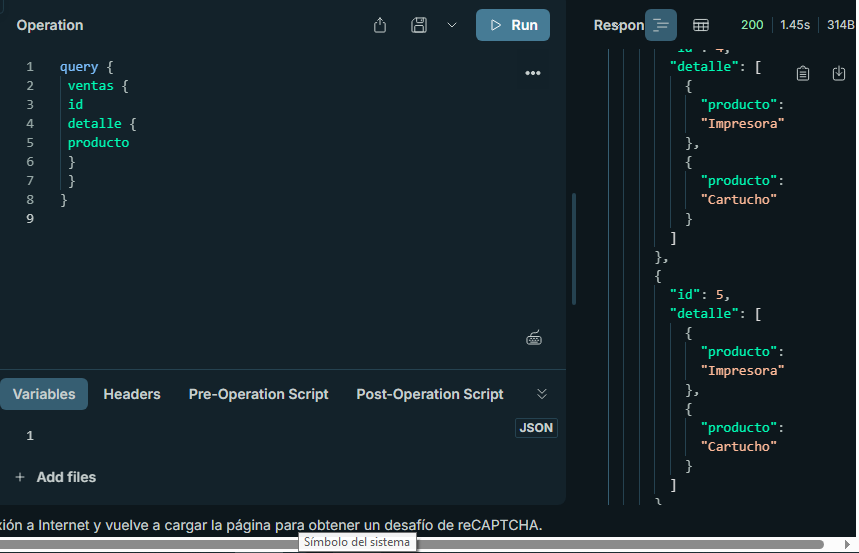 Operation
Run
1 query {
2 ventas {
3 id
4 detalle {
5 producto
6 }
7 }
8 }
9
Variables Headers Pre-Operation Script Post-Operation Script
1
JSON
+ Add files
Respon 200 1.45s 314B
"id": 4,
"detalle": [
{
"producto":
"Impresora"
},
{
"producto":
"Cartucho"
}
]
},
{
"id": 5,
"detalle": [
{
"producto":
"Impresora"
},
{
"producto":
"Cartucho"
}
]
}
xión a Internet y vuelve a cargar la página para obtener un desafío de reCAPTCHA.
Símbolo del sistema